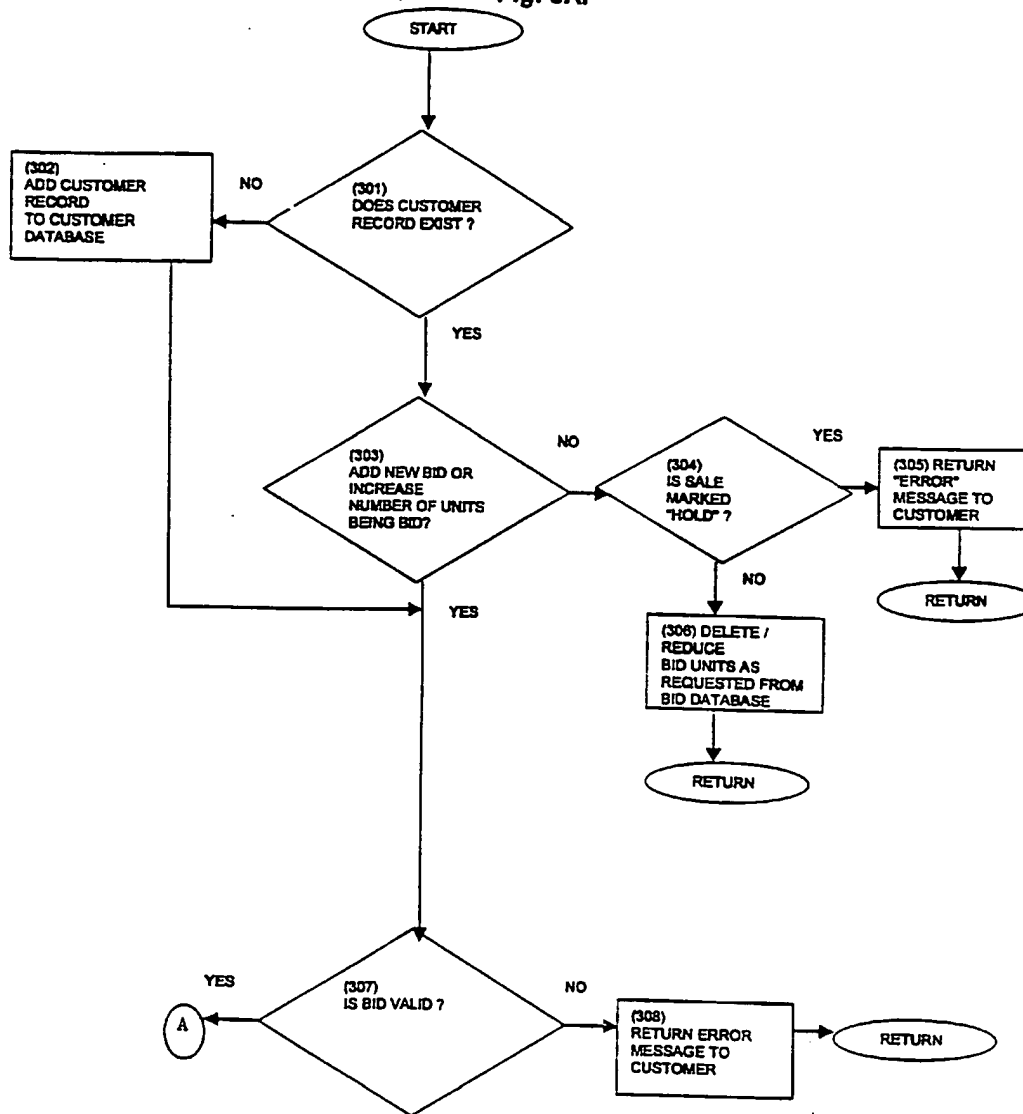 START
(302)
ADD CUSTOMER
RECORD
TO CUSTOMER
DATABASE
NO
(301)
DOES CUSTOMER
RECORD EXIST ?
YES
(303)
ADD NEW BID OR
INCREASE
NUMBER OF UNITS
BEING BID?
NO
(304)
IS SALE
MARKED
"HOLD" ?
YES
(305) RETURN
"ERROR"
MESSAGE TO
CUSTOMER
RETURN
NO
YES
(306) DELETE /
REDUCE
BID UNITS AS
REQUESTED FROM
BID DATABASE
RETURN
YES
A
(307)
IS BID VALID ?
NO
(308)
RETURN ERROR
MESSAGE TO
CUSTOMER
RETURN